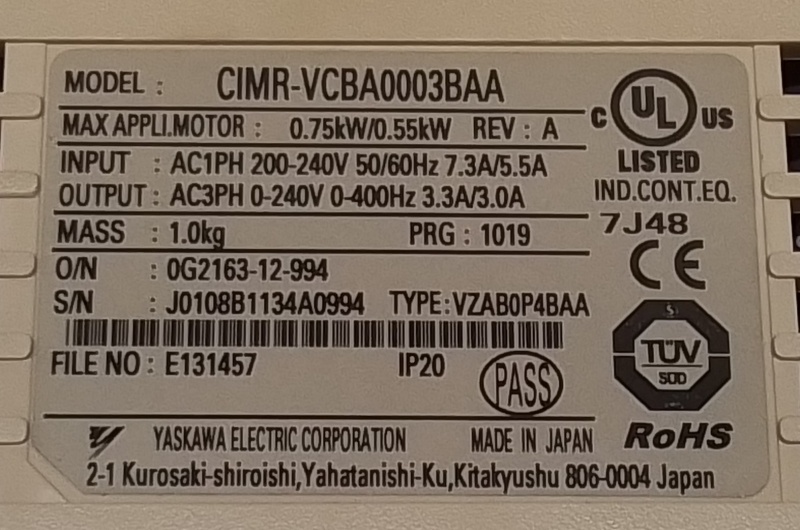 MODEL : CIMR-VCBA0003BAA
MAX APPLI.MOTOR : 0.75kW/0.55kW REV : A
INPUT : AC1PH 200-240V 50/60Hz 7.3A/5.5A
OUTPUT : AC3PH 0-240V 0-400Hz 3.3A/3.0A
MASS : 1.0kg PRG : 1019
O/N : 0G2163-12-994
S/N : J0108B1134A0994 TYPE:VZAB0P4BAA
FILE NO : E131457 IP20
PASS
C UL US
LISTED
IND.CONT.EQ.
7J48
CE
S
TÜV
SÜD
RoHS
YASKAWA ELECTRIC CORPORATION MADE IN JAPAN
2-1 Kurosaki-shiroishi,Yahatanishi-Ku,Kitakyushu 806-0004 Japan